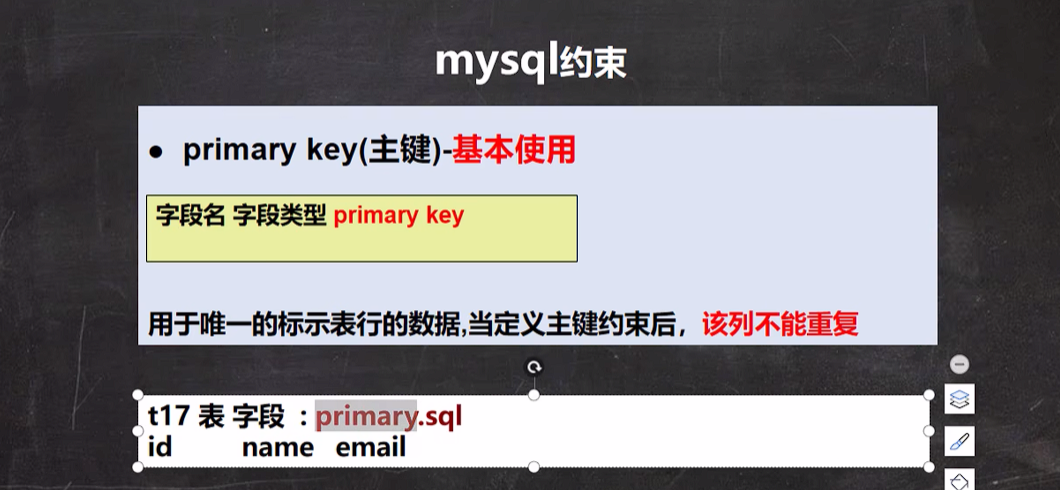 mysql约束
● primary key(主键)-基本使用
字段名 字段类型 primary key
用于唯一的标示表行的数据,当定义主键约束后，该列不能重复
t17 表 字段 ：primary.sql
id name email